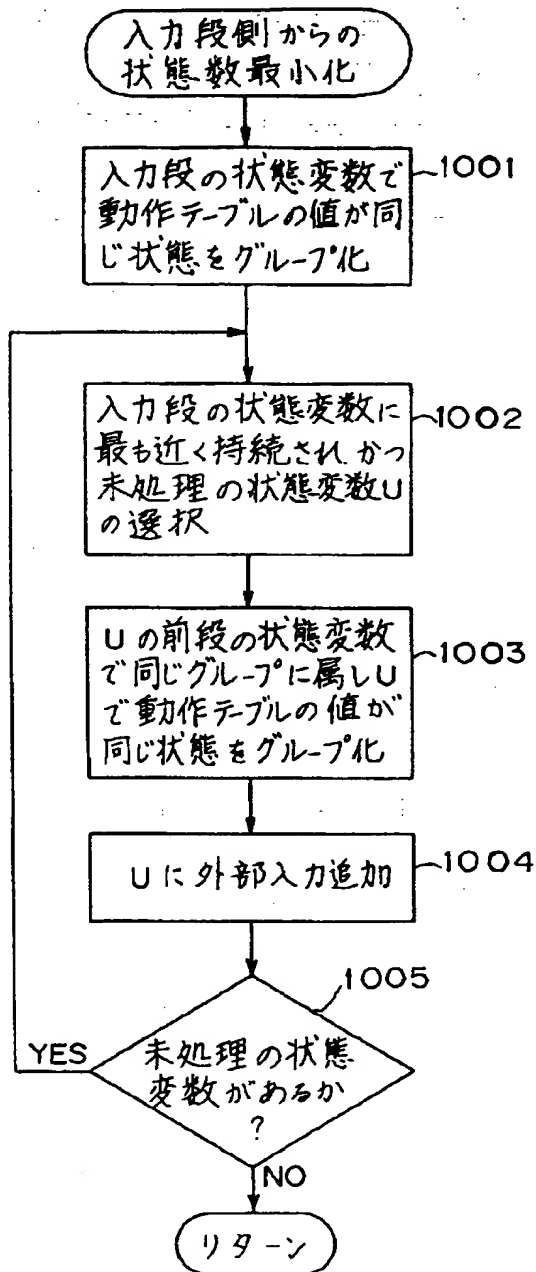 入力段側からの
状態数最小化
入力段の状態変数で
動作テーブルの値が同
じ状態をグループ化
1001
入力段の状態変数に
最も近く持続され かつ
未処理の状態変数U
の選択
1002
Uの前段の状態変数
で同じグループに属しU
で動作テーブルの値が
同じ状態をグループ化
1003
Uに外部入力追加
1004
1005
未処理の状態
変数があるか
?
YES
NO
リターン